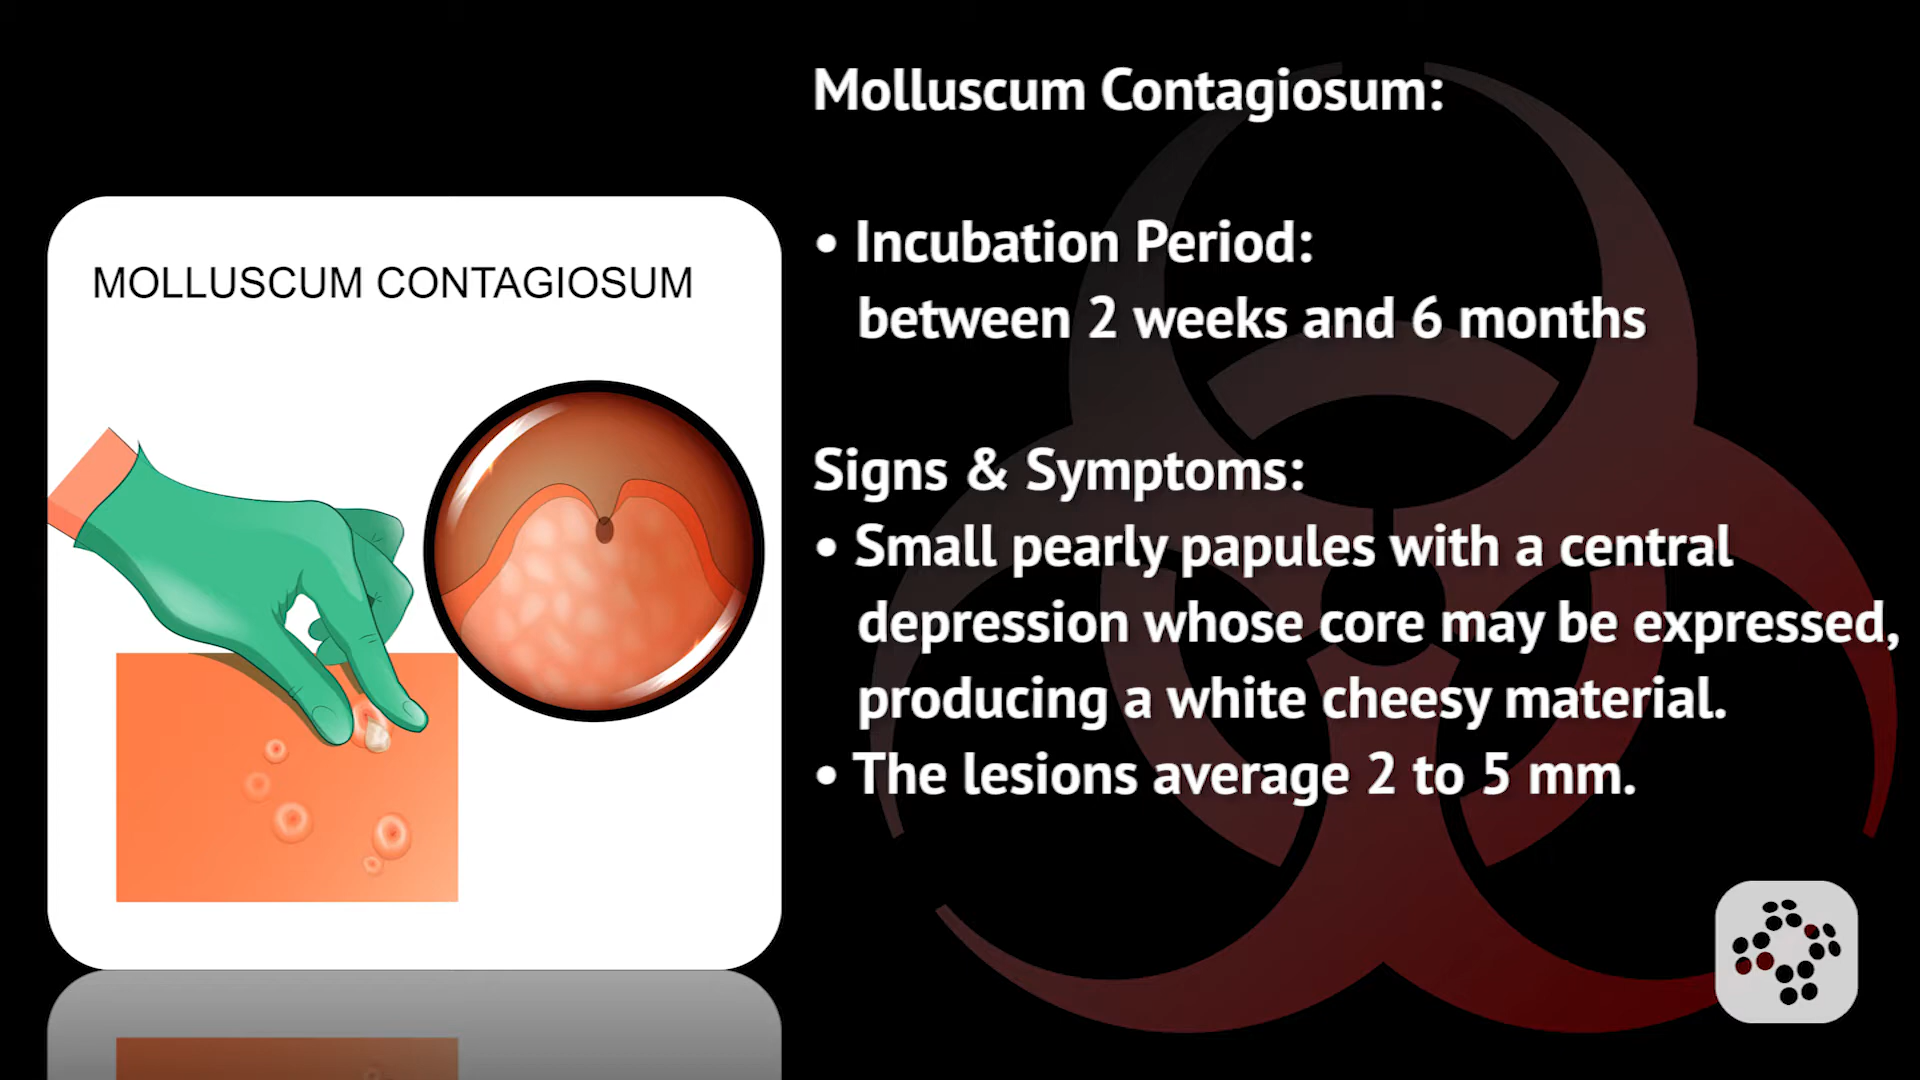 MOLLUSCUM CONTAGIOSUM
Molluscum Contagiosum:
• Incubation Period:
between 2 weeks and 6 months
Signs & Symptoms:
• Small pearly papules with a central
depression whose core may be expressed,
producing a white cheesy material.
• The lesions average 2 to 5 mm.